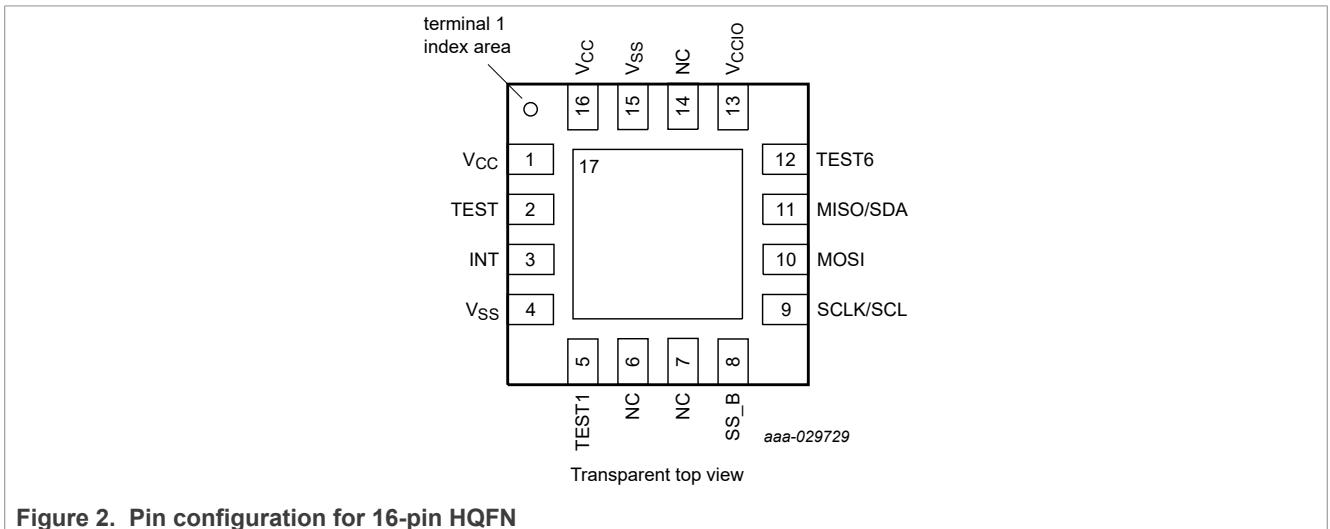 terminal 1
index area
VCC
VSS
NC
VCCIO
16
15
14
13
VCC 1
17
12 TEST6
TEST 2
11 MISO/SDA
INT 3
10 MOSI
VSS 4
9 SCLK/SCL
5
6
7
8
TEST1
NC
NC
SS_B
aaa-029729
Transparent top view
Figure 2. Pin configuration for 16-pin HQFN